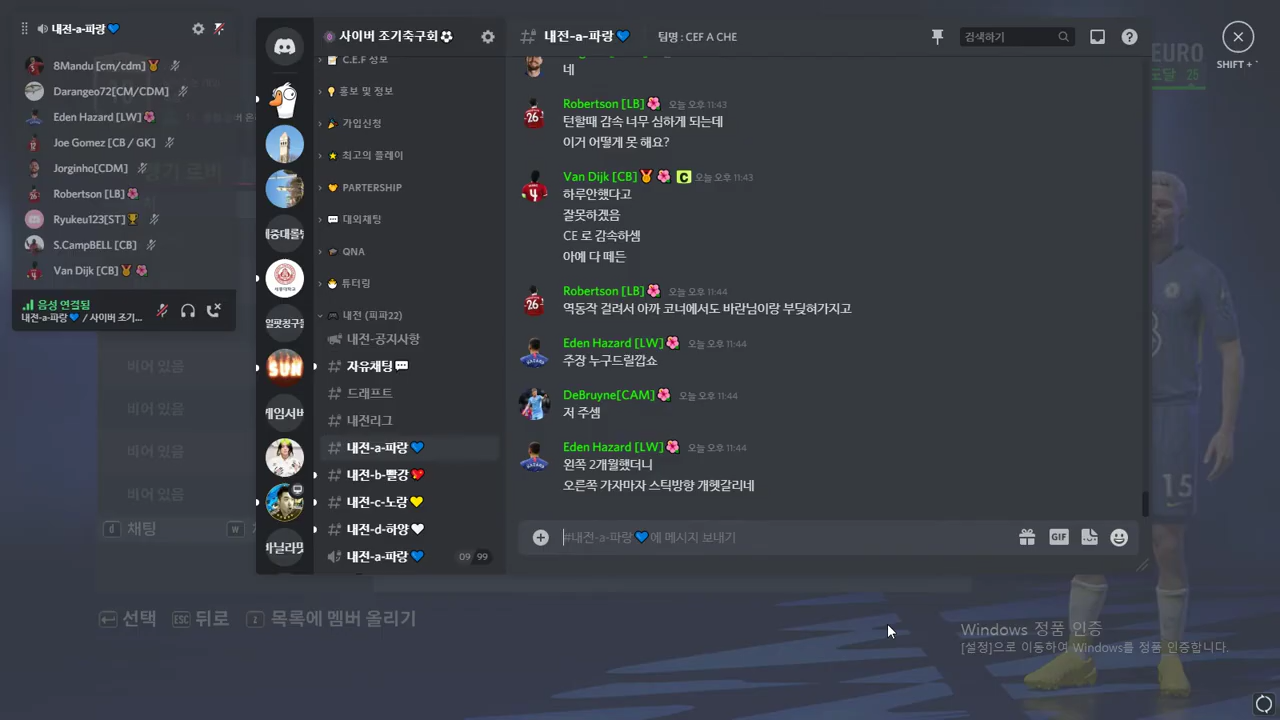 내전-a-파랑💙
8Mandu [cm/cdm]🏅
Darangeo72[CM/CDM]
Eden Hazard [LW]🌺
Joe Gomez [CB / GK]
Jorginho[CDM]
Robertson [LB]🌺
Ryukeu123[ST]🏆
S.CampBELL [CB]
Van Dijk [CB]🏅🌺
음성 연결됨
내전-a-파랑💙 / 사이버 조기...
사이버 조기축구회⚽
C.E.F 정보
홍보 및 정보
가입신청
최고의 플레이
PARTERSHIP
대외채팅
QNA
튜터링
내전 (피파22)
내전-공지사항
자유채팅💬
드래프트
내전리그
내전-a-파랑💙
내전-b-빨강❤️
내전-c-노랑💛
내전-d-하양🤍
내전-a-파랑💙
09 99
SUN
내전-a-파랑💙
팀명 : CEF A CHE
검색하기
네
Robertson [LB]🌺 오늘 오후 11:43
턴할때 감속 너무 심하게 되는데
이거 어떻게 못 해요?
Van Dijk [CB]🏅🌺 C 오늘 오후 11:43
하루안했다고
잘못하겠음
CE 로 감속하셈
아예 다 떼든
Robertson [LB]🌺 오늘 오후 11:44
역동작 걸려서 아까 코너에서도 바란님이랑 부딪혀가지고
Eden Hazard [LW]🌺 오늘 오후 11:44
주장 누구드릴깝쇼
DeBruyne[CAM]🌺 오늘 오후 11:44
저 주셈
Eden Hazard [LW]🌺 오늘 오후 11:44
왼쪽 2개월했더니
오른쪽 가자마자 스틱방향 개헷갈리네
#내전-a-파랑💙에 메시지 보내기
GIF
SHIFT + `
EURO
도달 25
경기 로비
비어 있음
비어 있음
비어 있음
비어 있음
d 채팅
W
선택
ESC 뒤로
z 목록에 멤버 올리기
15
Windows 정품 인증
[설정]으로 이동하여 Windows를 정품 인증합니다.